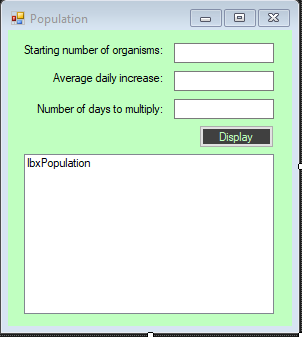 Population
Starting number of organisms:
Average daily increase:
Number of days to multiply:
Display
lbxPopulation